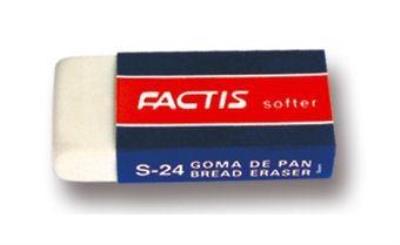 FACTIS softer
S-24 GOMA DE PAN
BREAD ERASER